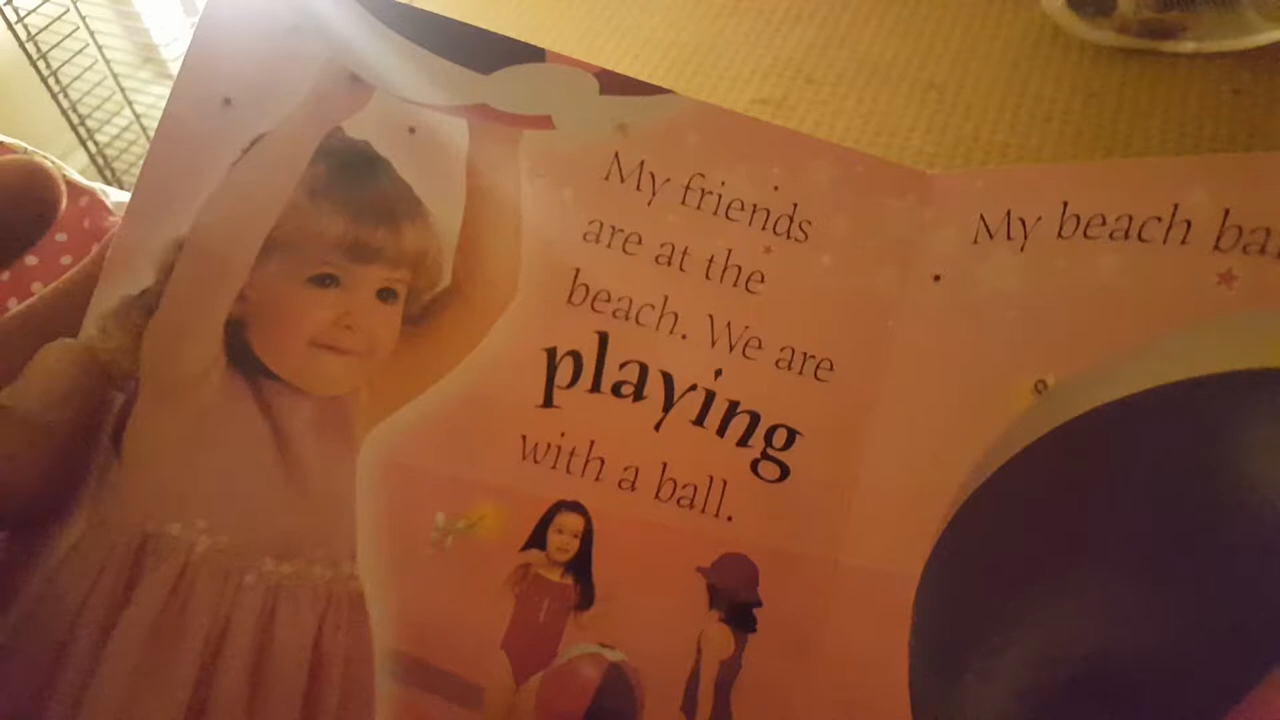 My friends
are at the
beach. We are
playing
with a ball.
My beach